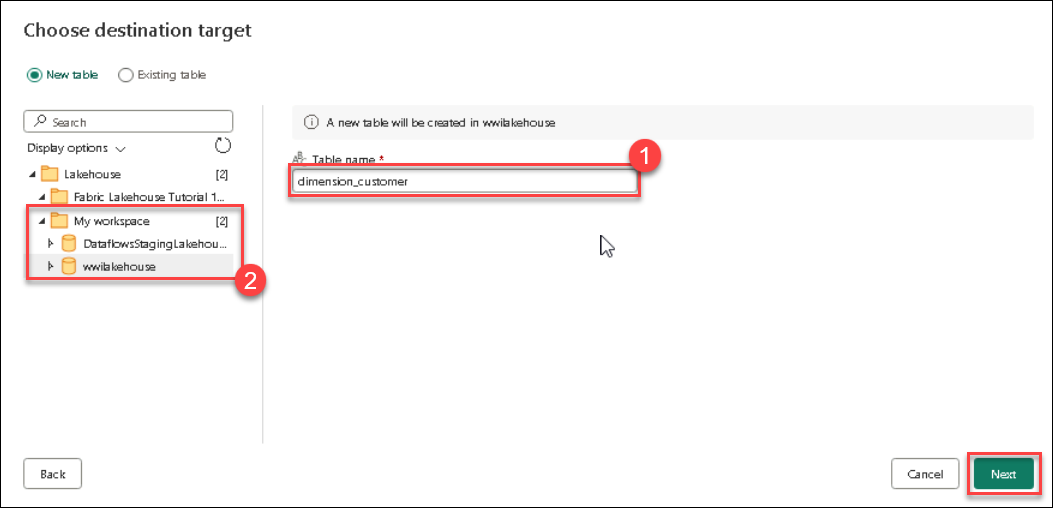 Choose destination target
New table
Existing table
Search
Display options
Lakehouse [2]
Fabric Lakehouse Tutorial 1...
My workspace [2]
DataflowsStagingLakehou...
wwilakehouse
2
A new table will be created in wwilakehouse
Table name *
1
dimension_customer
Back
Cancel
Next